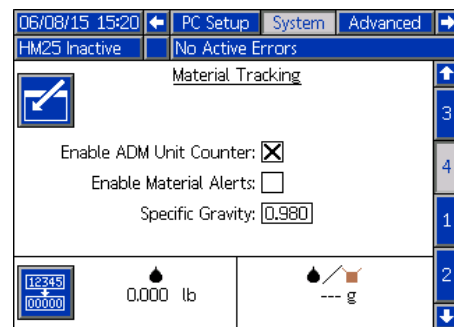 06/08/15 15:20 PC Setup System Advanced
HM25 Inactive No Active Errors
Material Tracking
3
Enable ADM Unit Counter:
4
Enable Material Alerts:
Specific Gravity: 0.980
1
2
12345
00000
0.000 lb
--- g